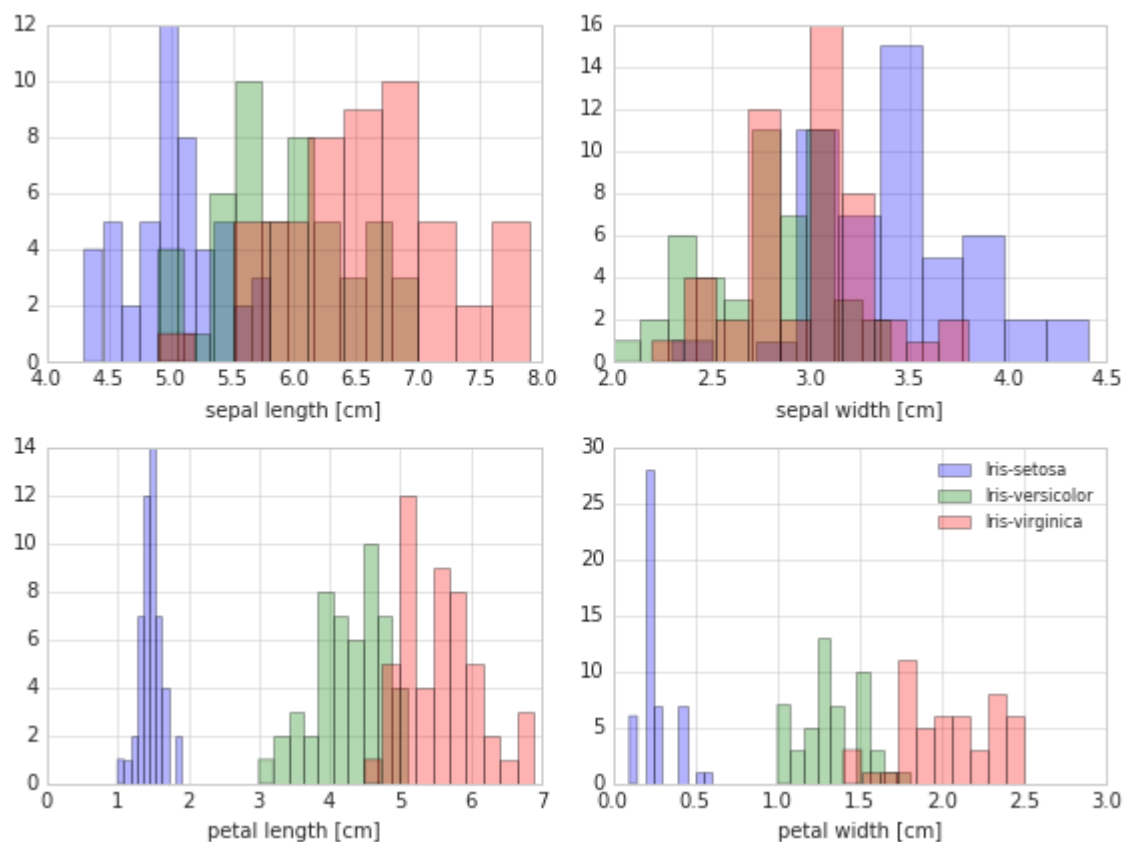 12
10
8
6
4
2
0
4.0 4.5 5.0 5.5 6.0 6.5 7.0 7.5 8.0
sepal length [cm]
16
14
12
10
8
6
4
2
0
2.0 2.5 3.0 3.5 4.0 4.5
sepal width [cm]
14
12
10
8
6
4
2
0
0 1 2 3 4 5 6 7
petal length [cm]
30
25
20
15
10
5
0
0.0 0.5 1.0 1.5 2.0 2.5 3.0
petal width [cm]
Iris-setosa
Iris-versicolor
Iris-virginica